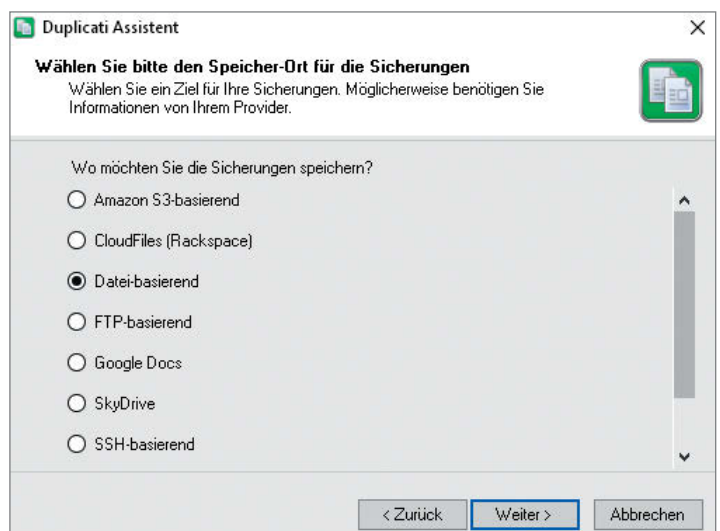 Duplicati Assistent
Wählen Sie bitte den Speicher-Ort für die Sicherungen
Wählen Sie ein Ziel für Ihre Sicherungen. Möglicherweise benötigen Sie
Informationen von Ihrem Provider.
Wo möchten Sie die Sicherungen speichern?
Amazon S3-basierend
CloudFiles (Rackspace)
Datei-basierend
FTP-basierend
Google Docs
SkyDrive
SSH-basierend
< Zurück
Weiter >
Abbrechen